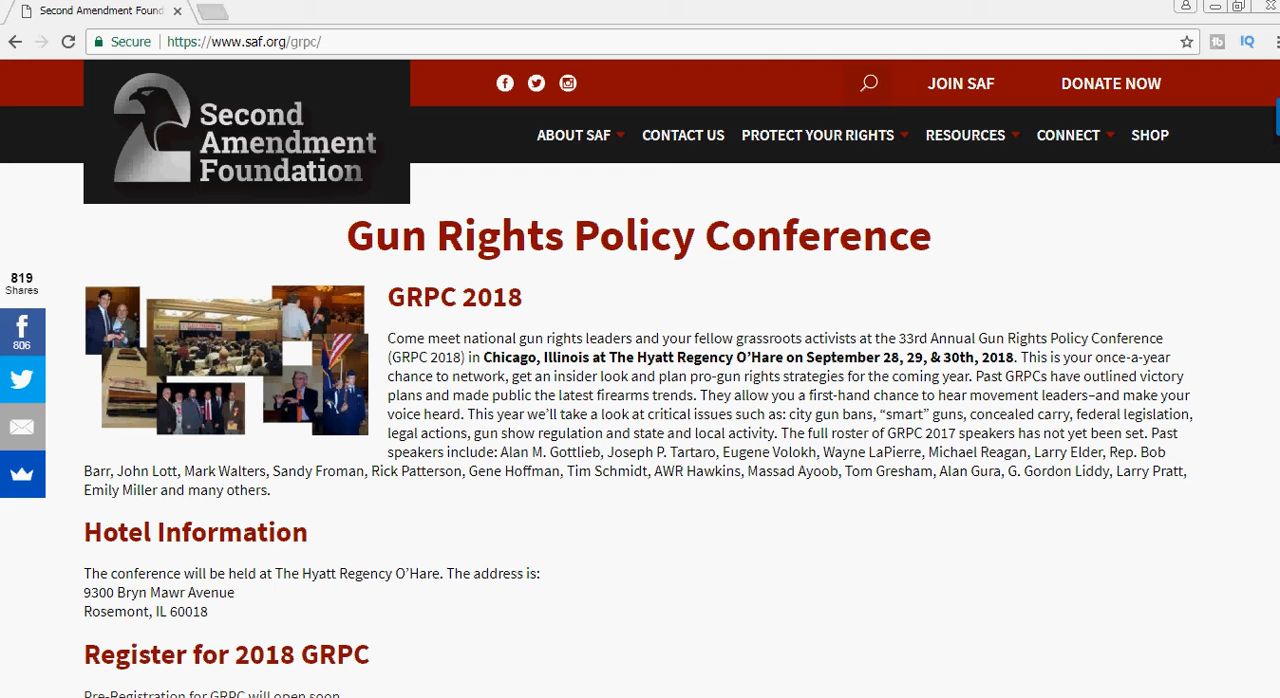 Second Amendment Found
Secure
https://www.saf.org/grpc/
IQ
JOIN SAF
DONATE NOW
Second
Amendment
Foundation
ABOUT SAF
CONTACT US
PROTECT YOUR RIGHTS
RESOURCES
CONNECT
SHOP
Gun Rights Policy Conference
819
Shares
806
GRPC 2018
Come meet national gun rights leaders and your fellow grassroots activists at the 33rd Annual Gun Rights Policy Conference
(GRPC 2018) in Chicago, Illinois at The Hyatt Regency O’Hare on September 28, 29, & 30th, 2018. This is your once-a-year
chance to network, get an insider look and plan pro-gun rights strategies for the coming year. Past GRPCs have outlined victory
plans and made public the latest firearms trends. They allow you a first-hand chance to hear movement leaders–and make your
voice heard. This year we’ll take a look at critical issues such as: city gun bans, “smart” guns, concealed carry, federal legislation,
legal actions, gun show regulation and state and local activity. The full roster of GRPC 2017 speakers has not yet been set. Past
speakers include: Alan M. Gottlieb, Joseph P. Tartaro, Eugene Volokh, Wayne LaPierre, Michael Reagan, Larry Elder, Rep. Bob
Barr, John Lott, Mark Walters, Sandy Froman, Rick Patterson, Gene Hoffman, Tim Schmidt, AWR Hawkins, Massad Ayoob, Tom Gresham, Alan Gura, G. Gordon Liddy, Larry Pratt,
Emily Miller and many others.
Hotel Information
The conference will be held at The Hyatt Regency O’Hare. The address is:
9300 Bryn Mawr Avenue
Rosemont, IL 60018
Register for 2018 GRPC
Pre-Registration for GRPC will open soon